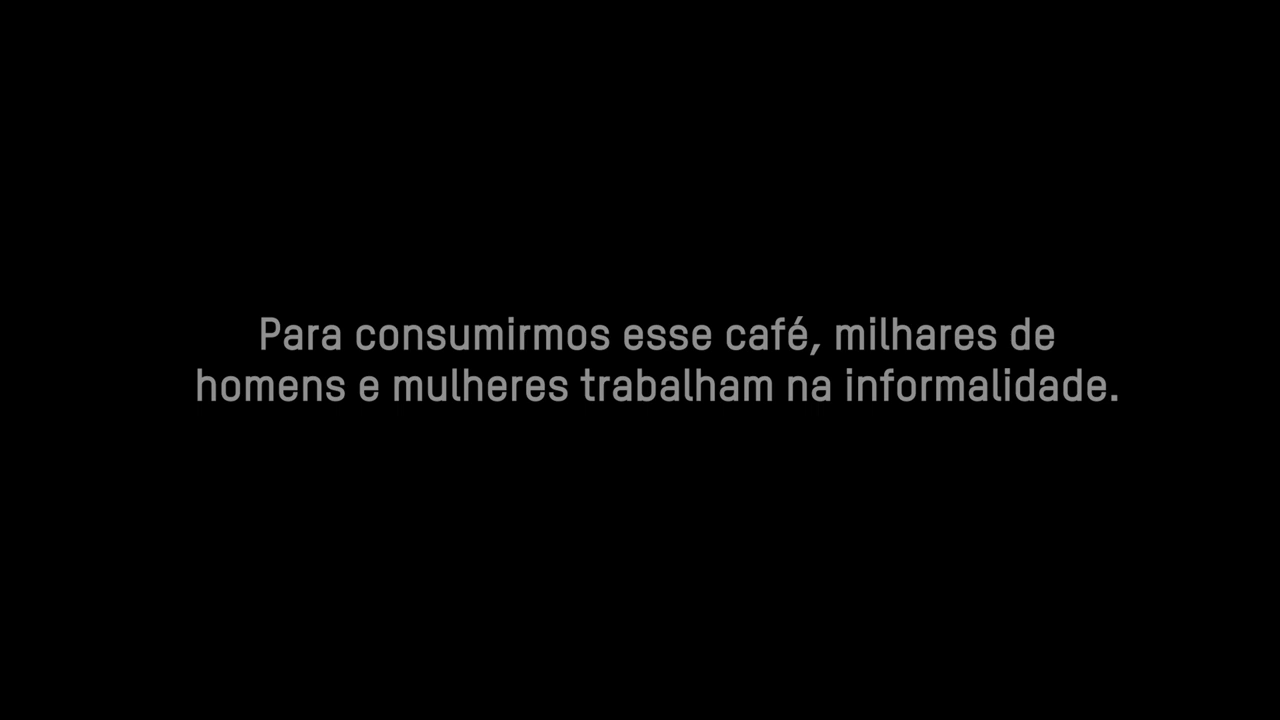 Para consumirmos esse café, milhares de
homens e mulheres trabalham na informalidade.